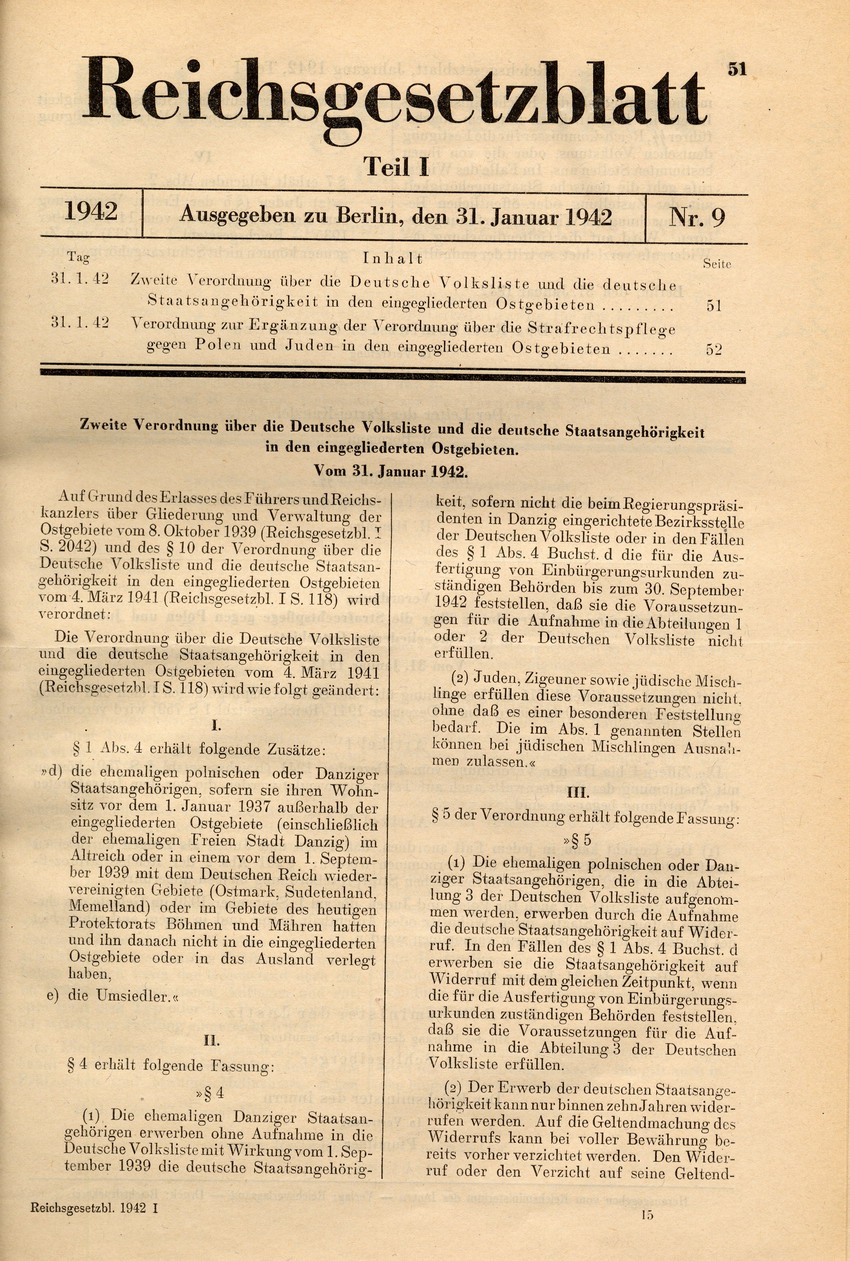 51
Reichsgesetzblatt
Teil I
1942
Ausgegeben zu Berlin, den 31. Januar 1942
Nr. 9
Tag
Inhalt
Seite
31. 1. 42 Zweite Verordnung über die Deutsche Volksliste und die deutsche
Staatsangehörigkeit in den eingegliederten Ostgebieten ......... 51
31. 1. 42 Verordnung zur Ergänzung der Verordnung über die Strafrechtspflege
gegen Polen und Juden in den eingegliederten Ostgebieten ....... 52
Zweite Verordnung über die Deutsche Volksliste und die deutsche Staatsangehörigkeit
in den eingegliederten Ostgebieten.
Vom 31. Januar 1942.
Auf Grund des Erlasses des Führers und Reichs-
kanzlers über Gliederung und Verwaltung der
Ostgebiete vom 8. Oktober 1939 (Reichsgesetzbl. I
S. 2042) und des § 10 der Verordnung über die
Deutsche Volksliste und die deutsche Staatsan-
gehörigkeit in den eingegliederten Ostgebieten
vom 4. März 1941 (Reichsgesetzbl. I S. 118) wird
verordnet:
Die Verordnung über die Deutsche Volksliste
und die deutsche Staatsangehörigkeit in den
eingegliederten Ostgebieten vom 4. März 1941
(Reichsgesetzbl. I S. 118) wird wie folgt geändert:
I.
§ 1 Abs. 4 erhält folgende Zusätze:
»d) die ehemaligen polnischen oder Danziger
Staatsangehörigen, sofern sie ihren Wohn-
sitz vor dem 1. Januar 1937 außerhalb der
eingegliederten Ostgebiete (einschließlich
der ehemaligen Freien Stadt Danzig) im
Altreich oder in einem vor dem 1. Septem-
ber 1939 mit dem Deutschen Reich wieder-
vereinigten Gebiete (Ostmark, Sudetenland,
Memelland) oder im Gebiete des heutigen
Protektorats Böhmen und Mähren hatten
und ihn danach nicht in die eingegliederten
Ostgebiete oder in das Ausland verlegt
haben,
e) die Umsiedler.«
II.
§ 4 erhält folgende Fassung:
»§ 4
(1) Die ehemaligen Danziger Staatsan-
gehörigen erwerben ohne Aufnahme in die
Deutsche Volksliste mit Wirkung vom 1. Sep-
tember 1939 die deutsche Staatsangehörig-
keit, sofern nicht die beim Regierungspräsi-
denten in Danzig eingerichtete Bezirksstelle
der Deutschen Volksliste oder in den Fällen
des § 1 Abs. 4 Buchst. d die für die Aus-
fertigung von Einbürgerungsurkunden zu-
ständigen Behörden bis zum 30. September
1942 feststellen, daß sie die Voraussetzun-
gen für die Aufnahme in die Abteilungen 1
oder 2 der Deutschen Volksliste nicht
erfüllen.
(2) Juden, Zigeuner sowie jüdische Misch-
linge erfüllen diese Voraussetzungen nicht,
ohne daß es einer besonderen Feststellung
bedarf. Die im Abs. 1 genannten Stellen
können bei jüdischen Mischlingen Ausnah-
men zulassen.«
III.
§ 5 der Verordnung erhält folgende Fassung:
»§ 5
(1) Die ehemaligen polnischen oder Dan-
ziger Staatsangehörigen, die in die Abtei-
lung 3 der Deutschen Volksliste aufgenom-
men werden, erwerben durch die Aufnahme
die deutsche Staatsangehörigkeit auf Wider-
ruf. In den Fällen des § 1 Abs. 4 Buchst. d
erwerben sie die Staatsangehörigkeit auf
Widerruf mit dem gleichen Zeitpunkt, wenn
die für die Ausfertigung von Einbürgerungs-
urkunden zuständigen Behörden feststellen,
daß sie die Voraussetzungen für die Auf-
nahme in die Abteilung 3 der Deutschen
Volksliste erfüllen.
(2) Der Erwerb der deutschen Staatsange-
hörigkeit kann nur binnen zehn Jahren wider-
rufen werden. Auf die Geltendmachung des
Widerrufs kann bei voller Bewährung be-
reits vorher verzichtet werden. Den Wider-
ruf oder den Verzicht auf seine Geltend-
Reichsgesetzbl. 1942 I
15